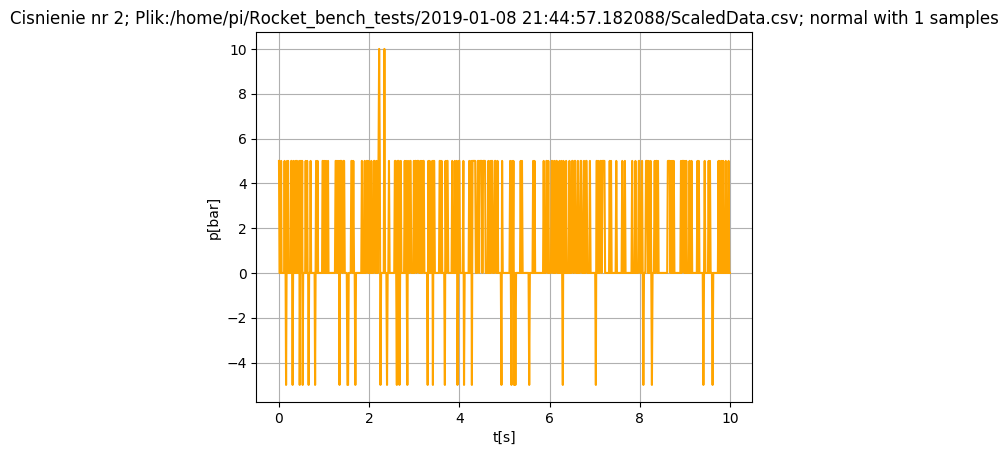 Cisnienie nr 2; Plik:/home/pi/Rocket_bench_tests/2019-01-08 21:44:57.182088/ScaledData.csv; normal with 1 samples
10
8
6
4
2
0
−2
−4
p[bar]
0 2 4 6 8 10
t[s]